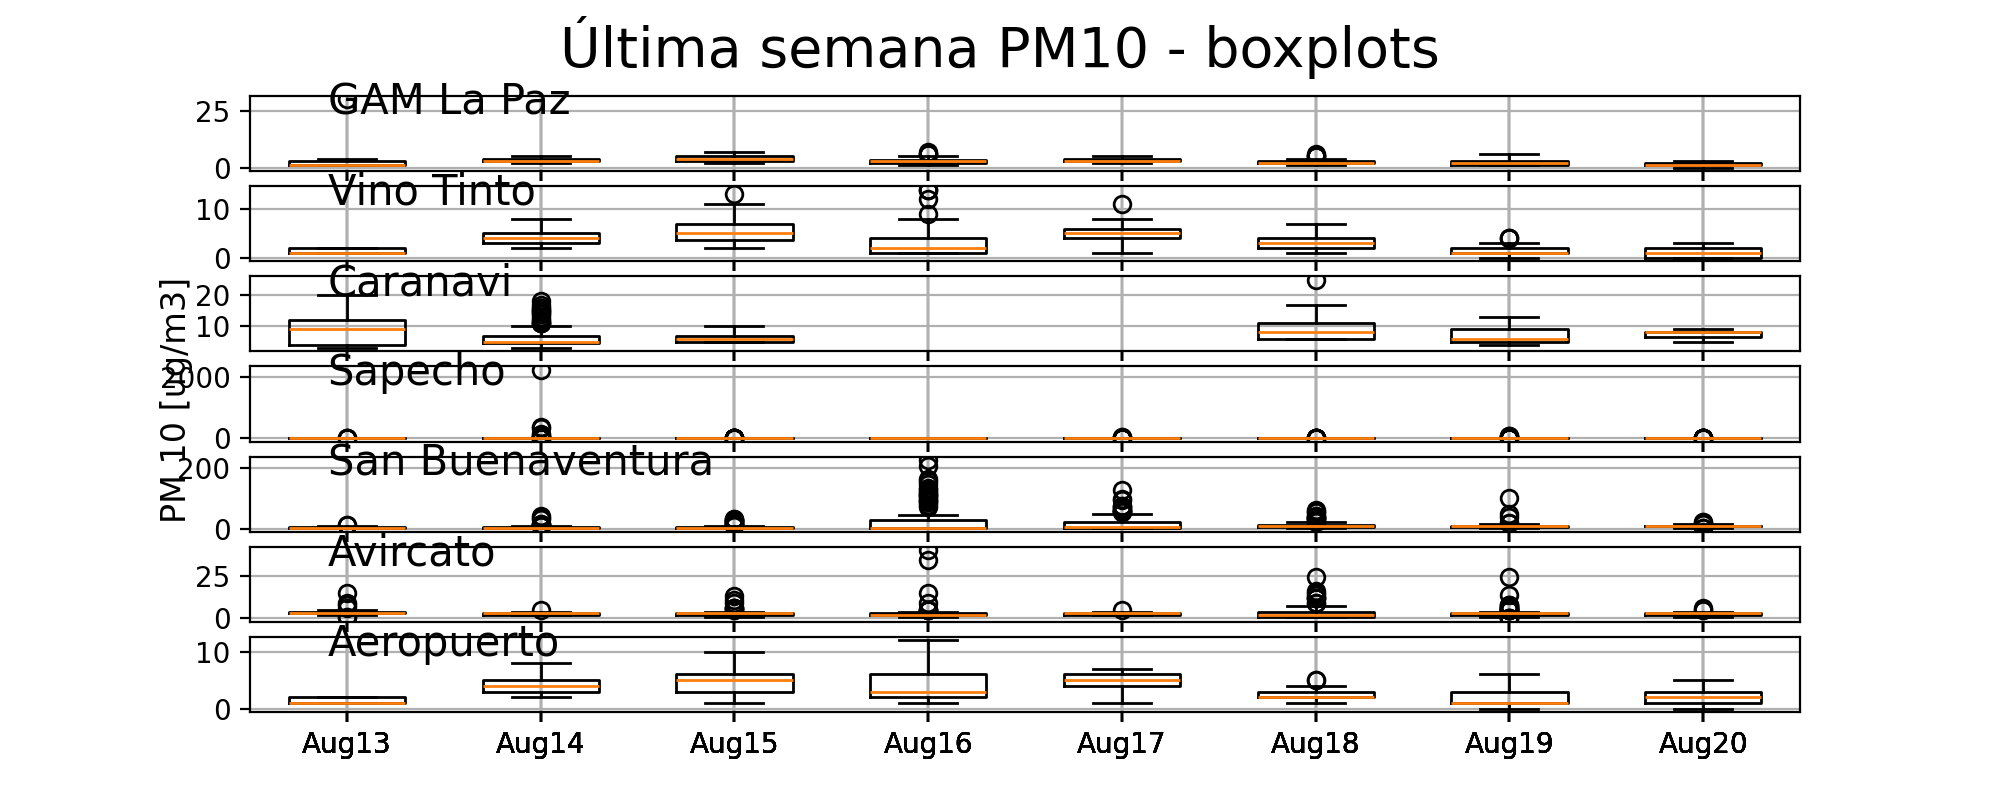 Última semana PM10 - boxplots
GAM La Paz
25
0
Vino Tinto
10
0
Caranavi
20
10
PM 10 [ug/m3]
Sapecho
2000
0
San Buenaventura
200
0
Avircato
25
0
Aeropuerto
10
0
Aug13 Aug14 Aug15 Aug16 Aug17 Aug18 Aug19 Aug20